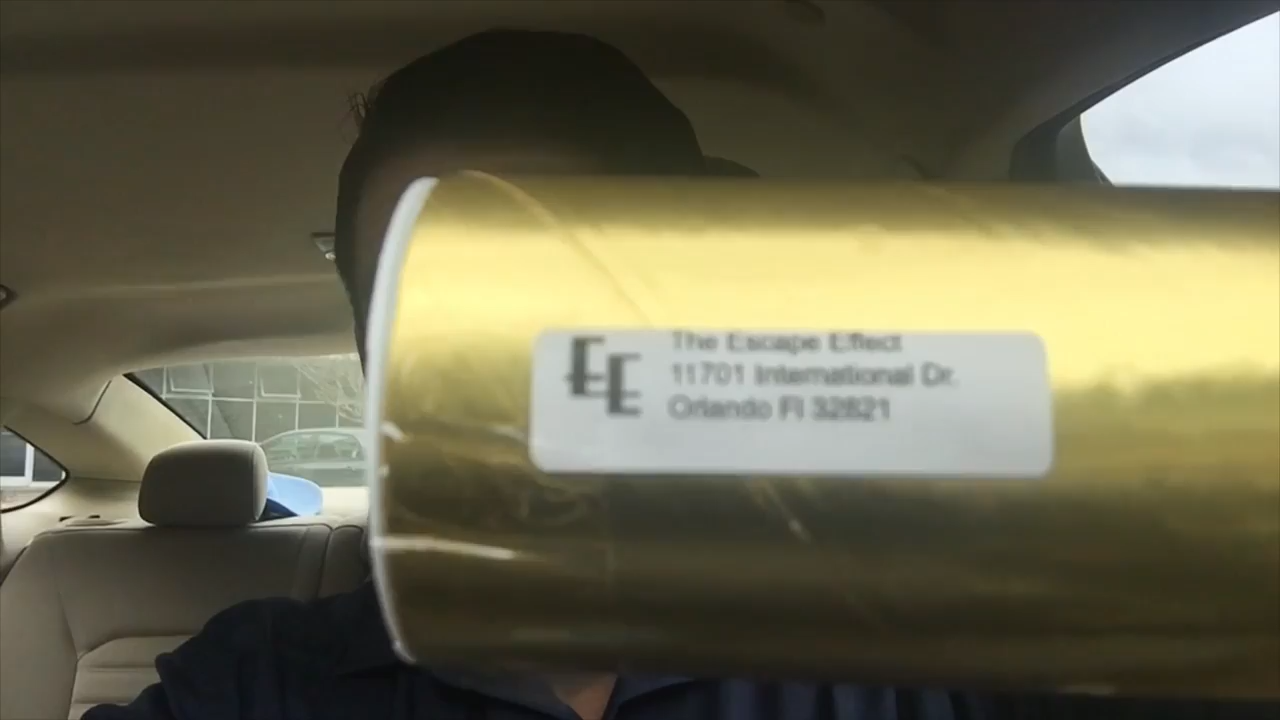 EE
The Escape Effect
11701 International Dr.
Orlando Fl 32821